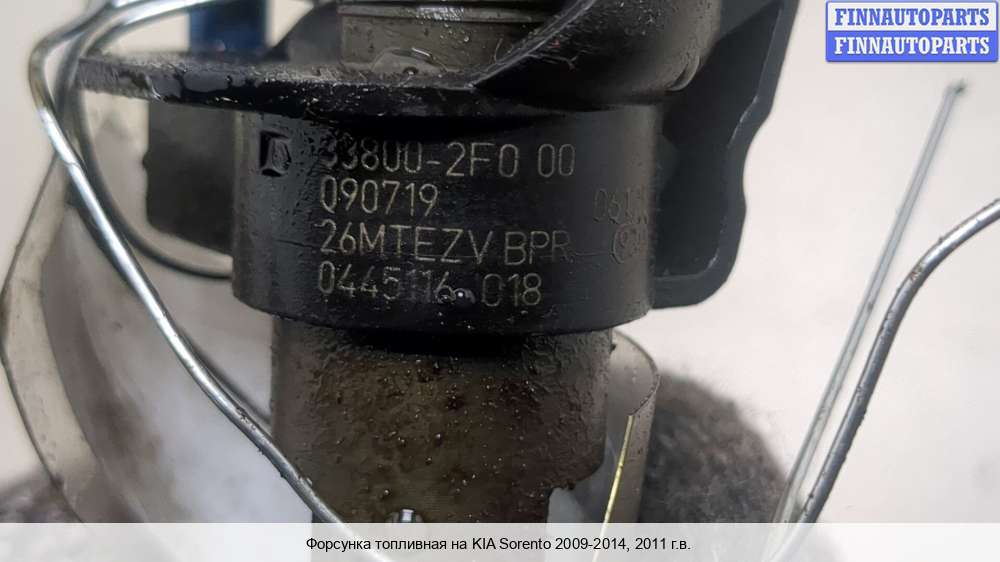 FINNAUTOPARTS
FINNAUTOPARTS
33800-2F0 00
090719
26MTEZV BPR
0445116 018
Форсунка топливная на KIA Sorento 2009-2014, 2011 г.в.